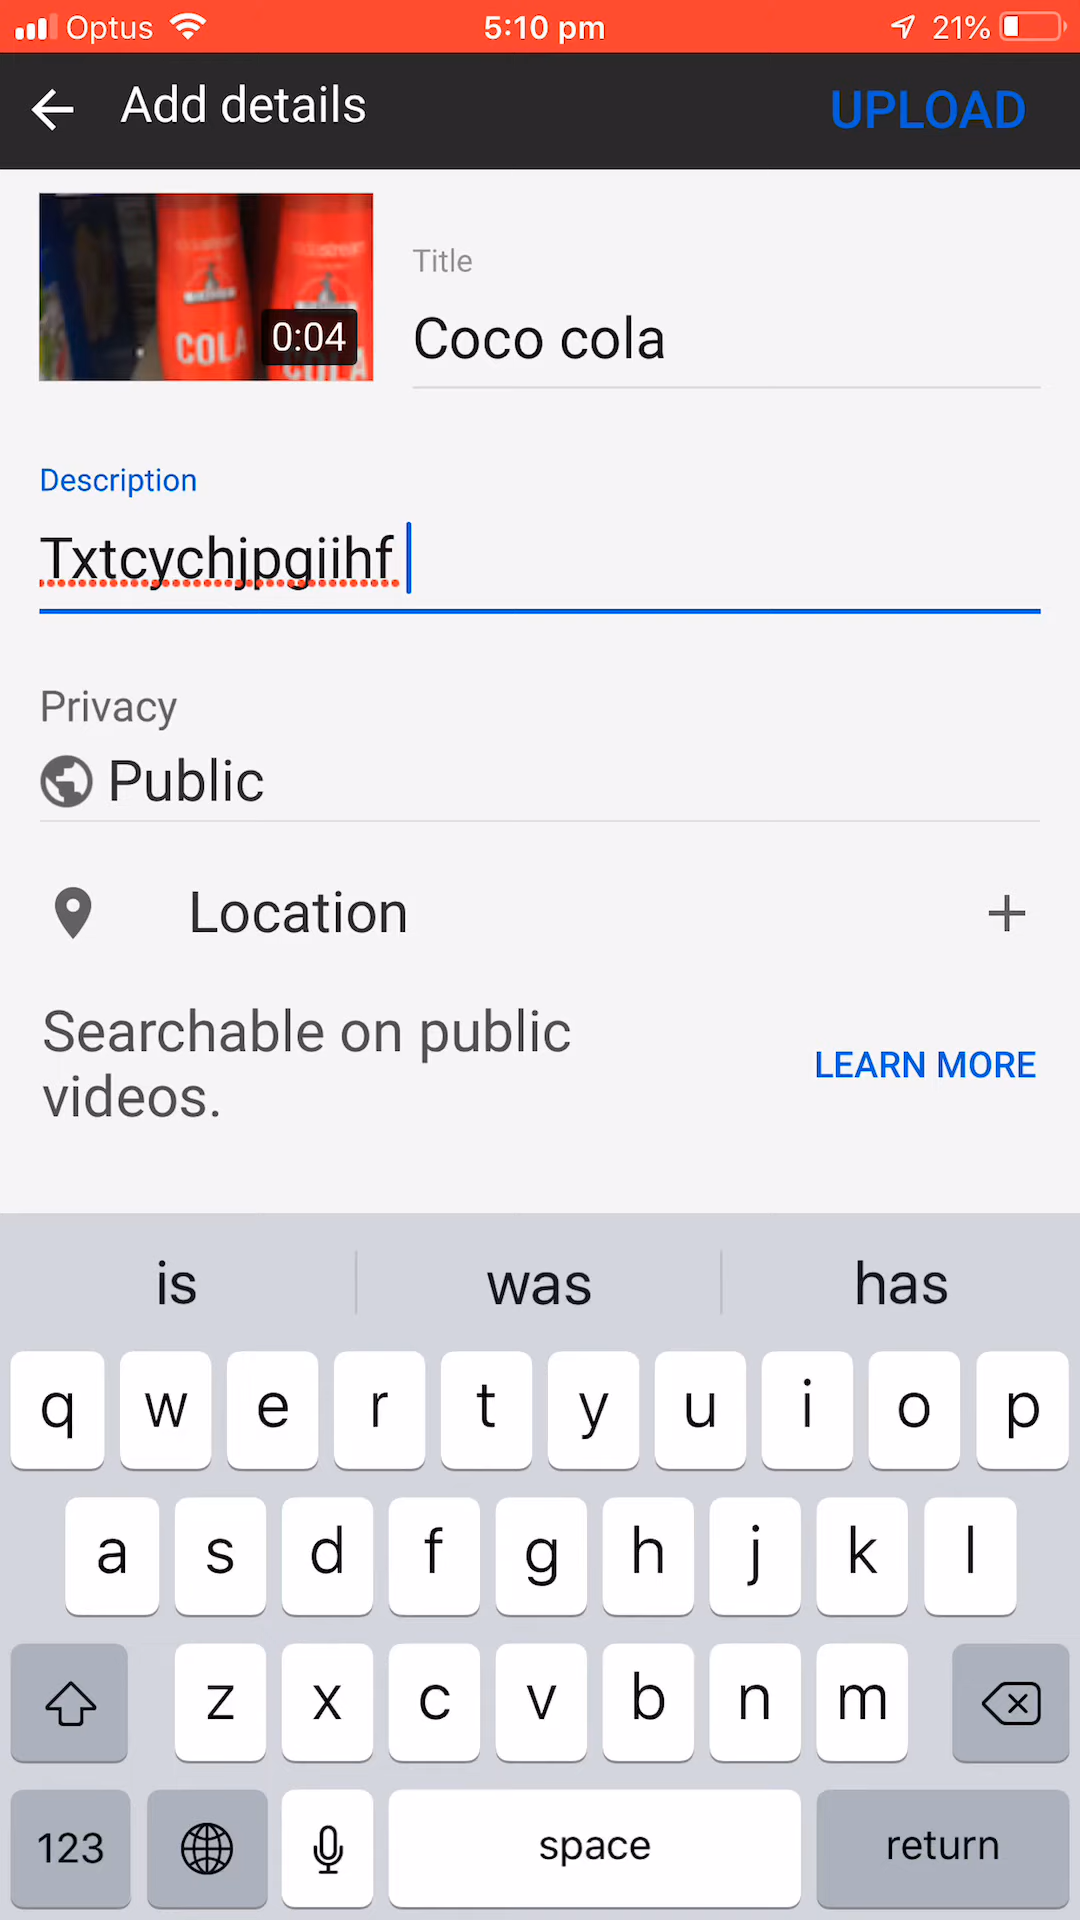 Optus 5:10 pm 21%
Add details UPLOAD
COLA
0:04
Title
Coco cola
Description
Txtcychjpgiihf
Privacy
Public
Location +
Searchable on public
videos.
LEARN MORE
is was has
q w e r t y u i o p
a s d f g h j k l
z x c v b n m
123 space return